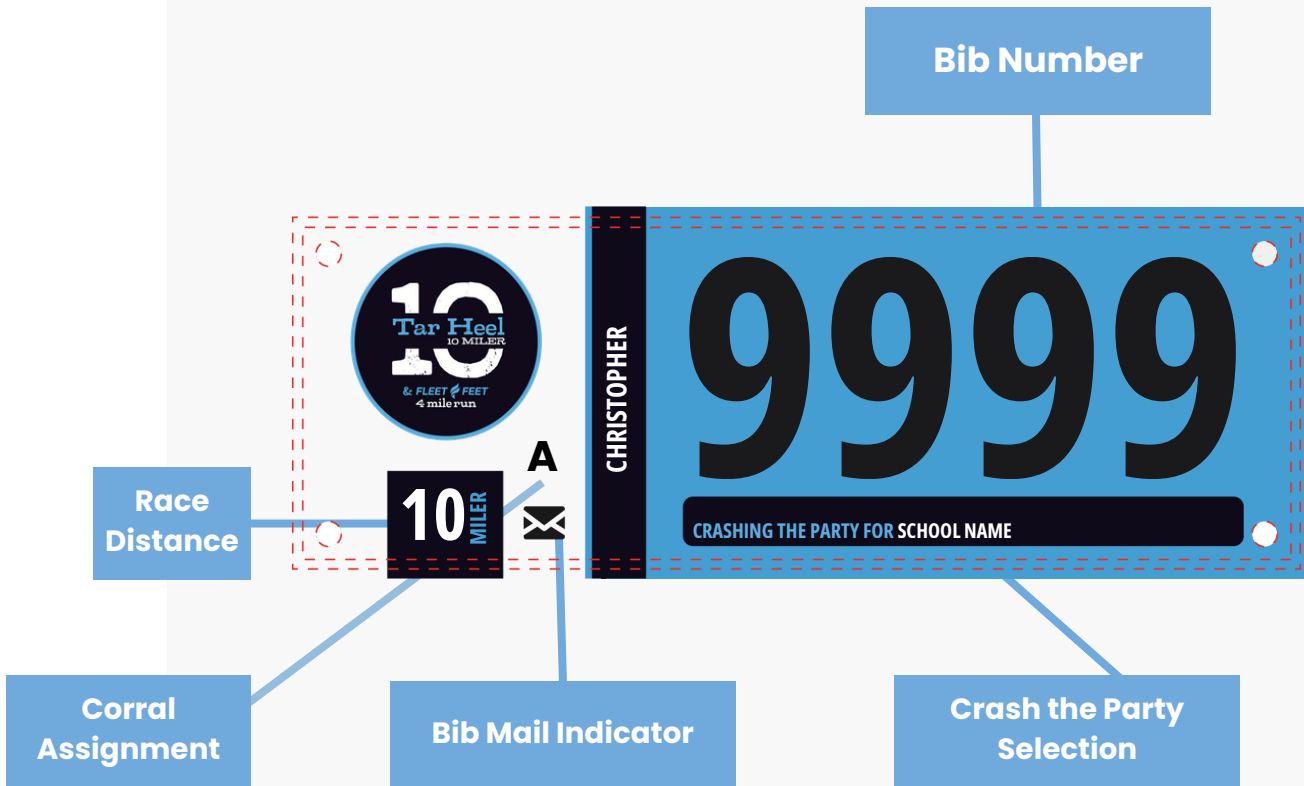 Bib Number
10
Tar Heel
10 MILER
& FLEET FEET
4 mile run
CHRISTOPHER
9999
A
Race
Distance
10 MILER
CRASHING THE PARTY FOR SCHOOL NAME
Corral
Assignment
Bib Mail Indicator
Crash the Party
Selection